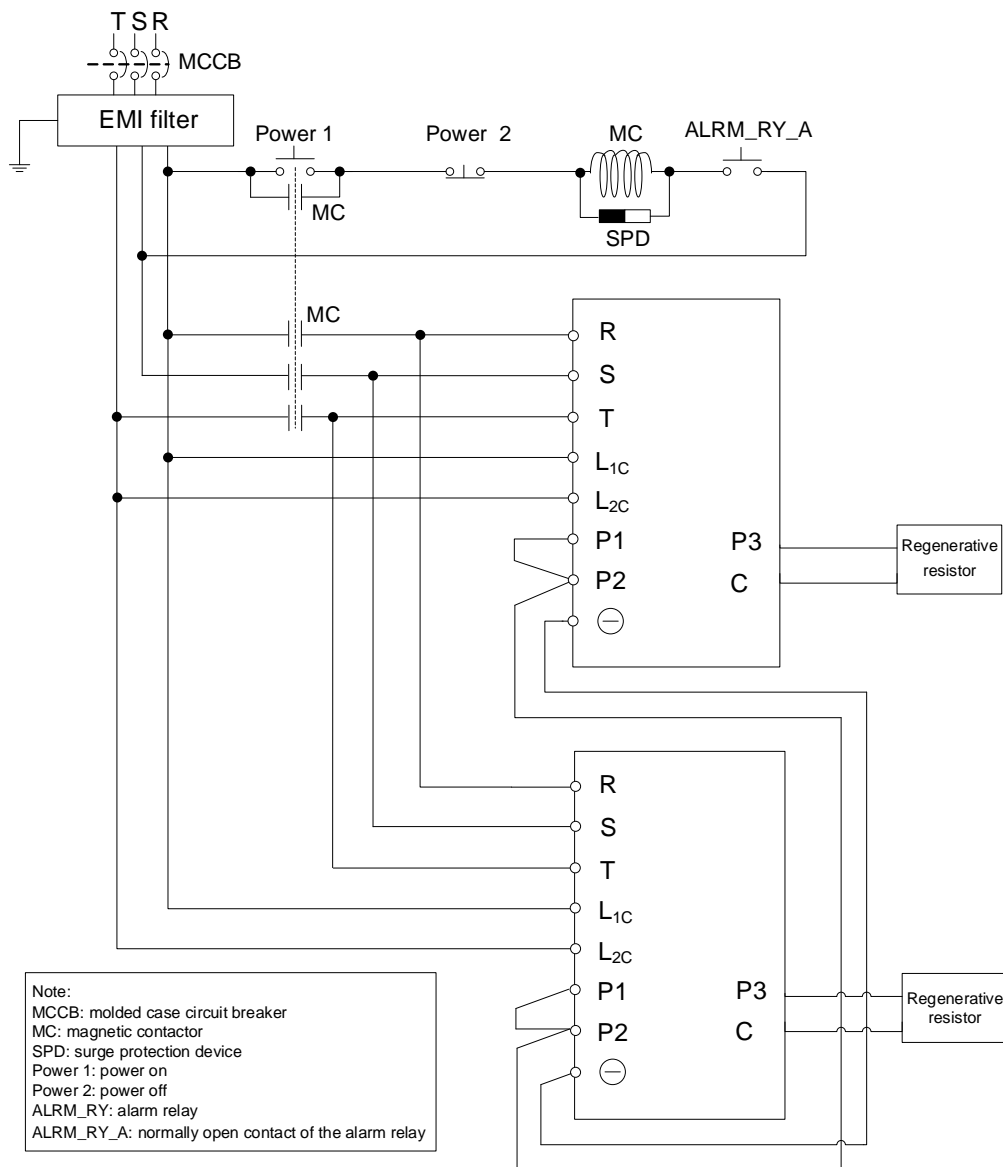 T S R
MCCB
EMI filter
Power 1
Power 2
MC
ALRM_RY_A
MC
SPD
MC
R
S
T
L1C
L2C
P1
P2
P3
C
Regenerative
resistor
R
S
T
L1C
L2C
P1
P2
P3
C
Regenerative
resistor
Note:
MCCB: molded case circuit breaker
MC: magnetic contactor
SPD: surge protection device
Power 1: power on
Power 2: power off
ALRM_RY: alarm relay
ALRM_RY_A: normally open contact of the alarm relay